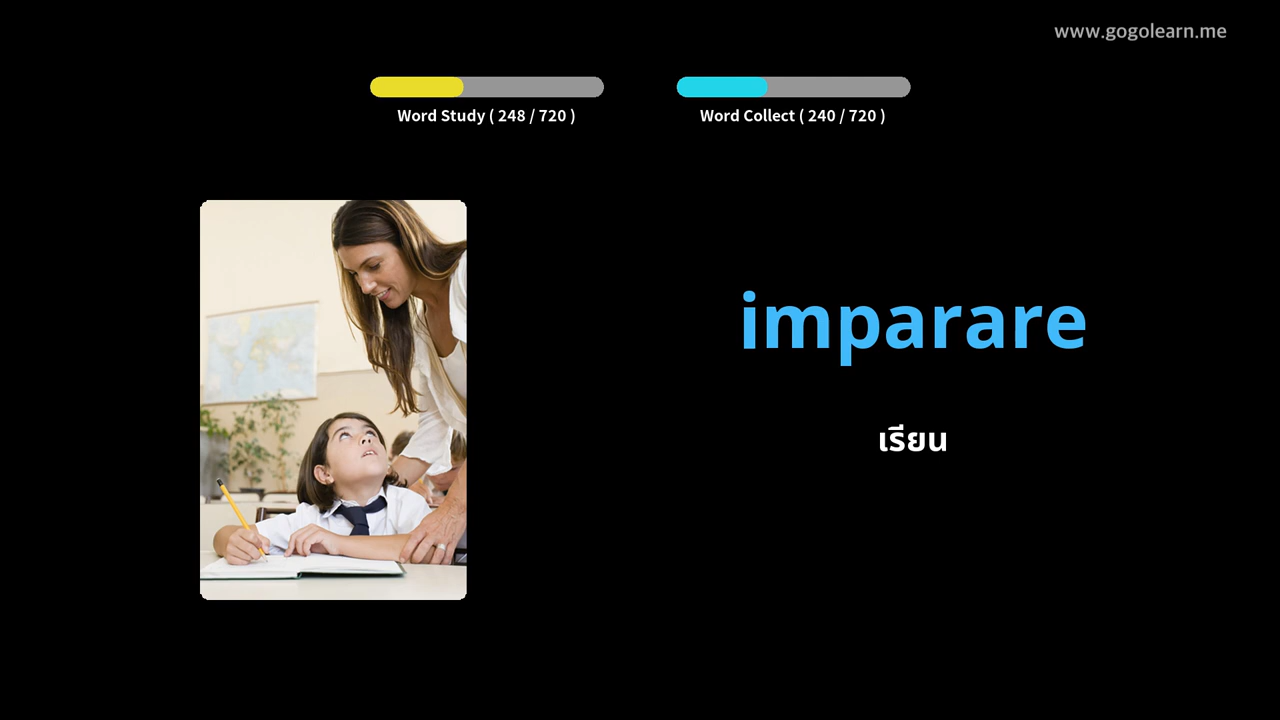 www.gogolearn.me
Word Study ( 248 / 720 )
Word Collect ( 240 / 720 )
imparare
เรียน